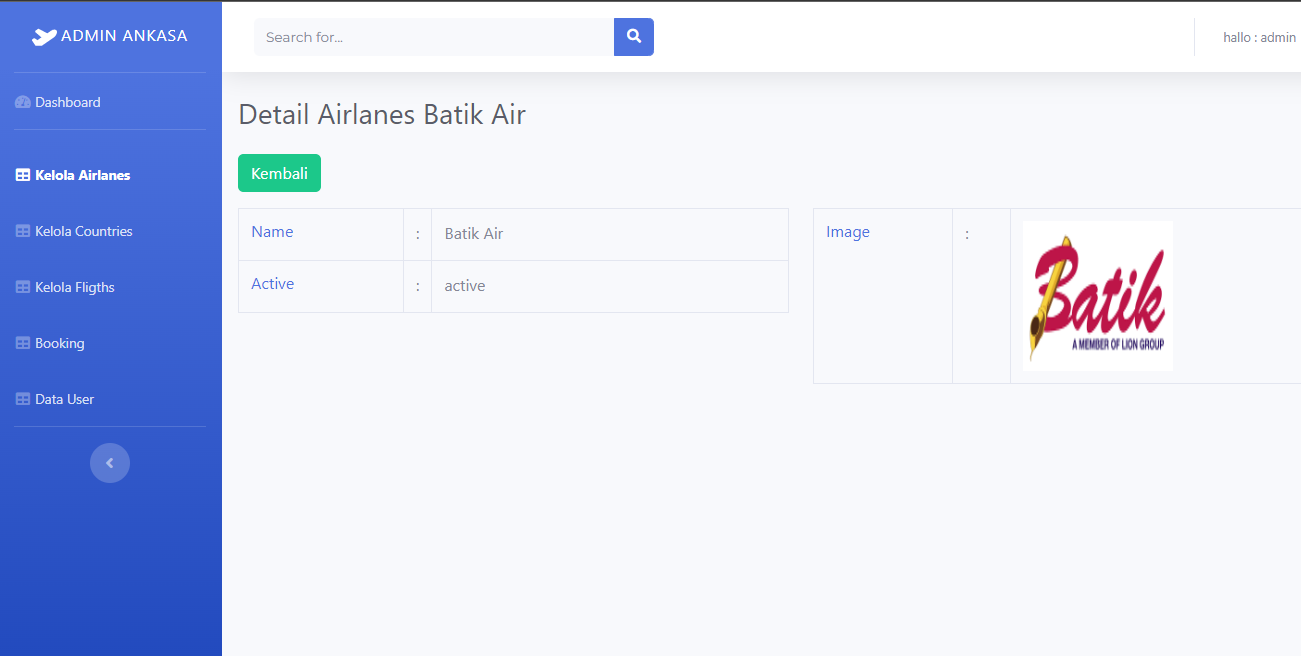 ADMIN ANKASA
Search for...
hallo : admin
Dashboard
Kelola Airlanes
Kelola Countries
Kelola Fligths
Booking
Data User
Detail Airlanes Batik Air
Kembali
Name : Batik Air
Active : active
Image :
Batik
A MEMBER OF LION GROUP